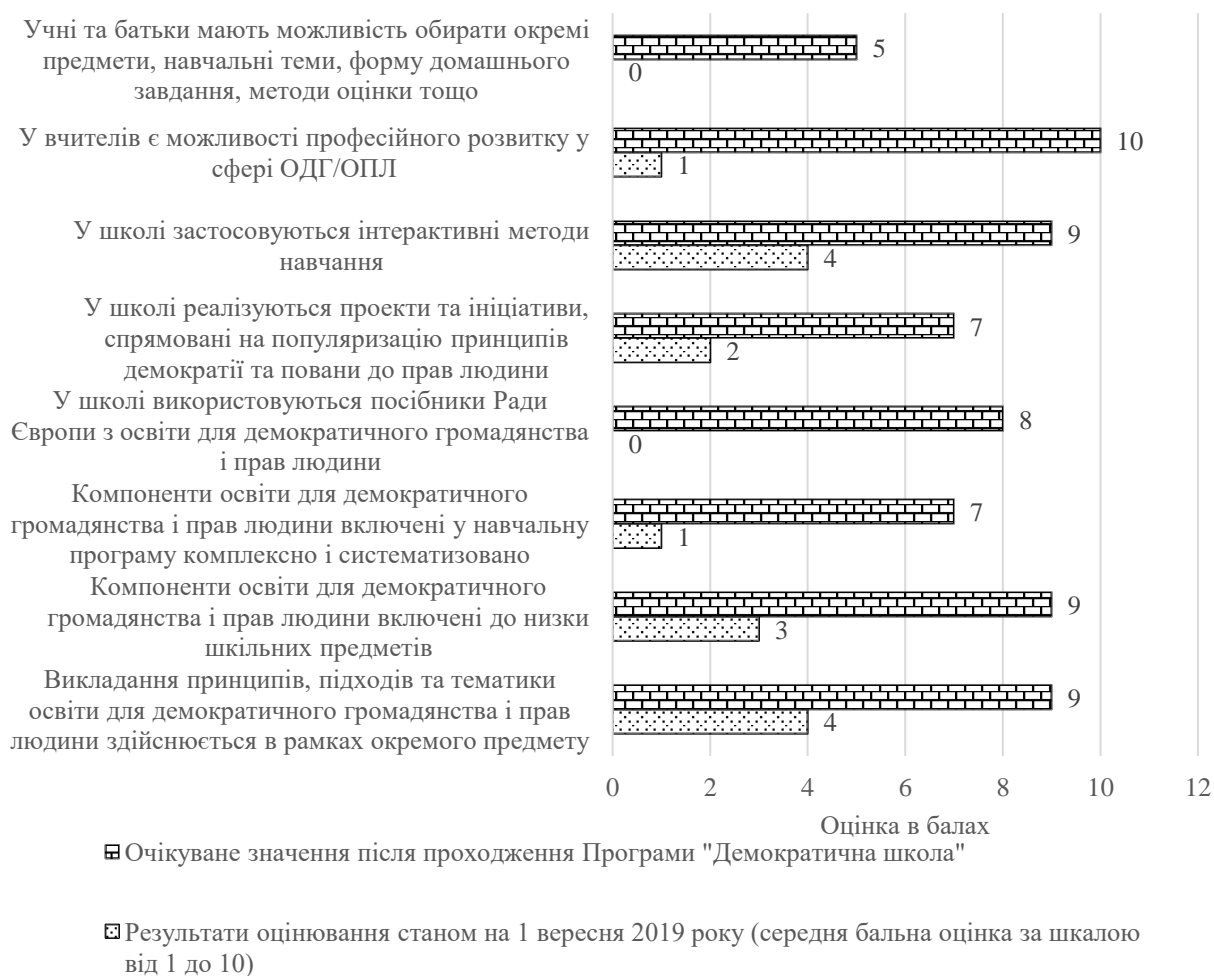 Учні та батьки мають можливість обирати окремі
предмети, навчальні теми, форму домашнього
завдання, методи оцінки тощо
5
0
У вчителів є можливості професійного розвитку у
сфері ОДГ/ОПЛ
10
1
У школі застосовуються інтерактивні методи
навчання
9
4
У школі реалізуються проекти та ініціативи,
спрямовані на популяризацію принципів
демократії та повани до прав людини
7
2
У школі використовуються посібники Ради
Європи з освіти для демократичного громадянства
і прав людини
8
0
Компоненти освіти для демократичного
громадянства і прав людини включені у навчальну
програму комплексно і систематизовано
7
1
Компоненти освіти для демократичного
громадянства і прав людини включені до низки
шкільних предметів
9
3
Викладання принципів, підходів та тематики
освіти для демократичного громадянства і прав
людини здійснюється в рамках окремого предмету
9
4
0 2 4 6 8 10 12
Оцінка в балах
Очікуване значення після проходження Програми "Демократична школа"
Результати оцінювання станом на 1 вересня 2019 року (середня бальна оцінка за шкалою
від 1 до 10)